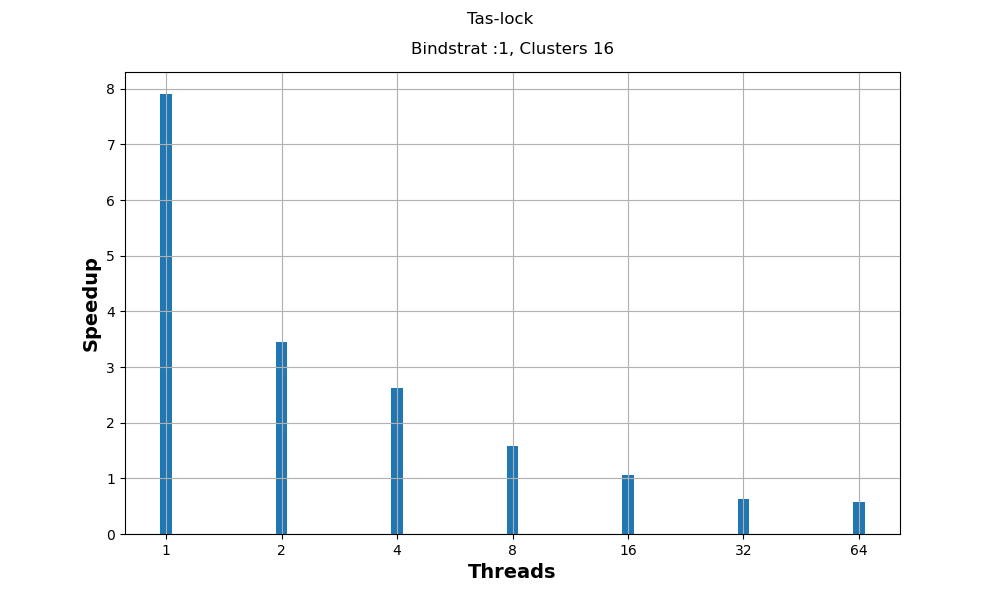 Tas-lock
Bindstrat :1, Clusters 16
8
7
6
5
4
3
2
1
0
Speedup
1 2 4 8 16 32 64
Threads